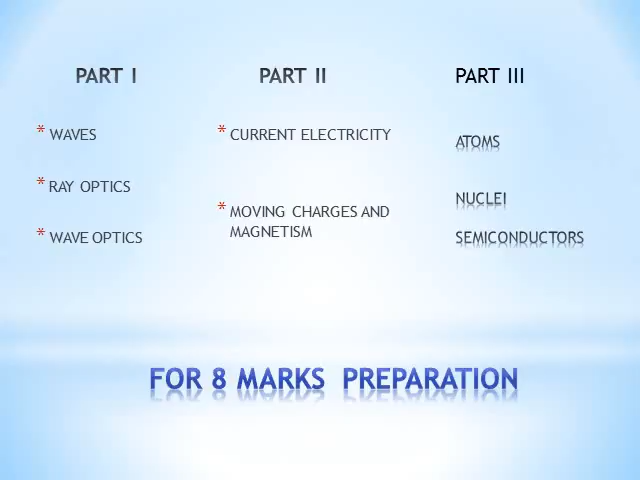 PART I
* WAVES
* RAY OPTICS
* WAVE OPTICS
PART II
* CURRENT ELECTRICITY
* MOVING CHARGES AND
MAGNETISM
PART III
ATOMS
NUCLEI
SEMICONDUCTORS
FOR 8 MARKS PREPARATION